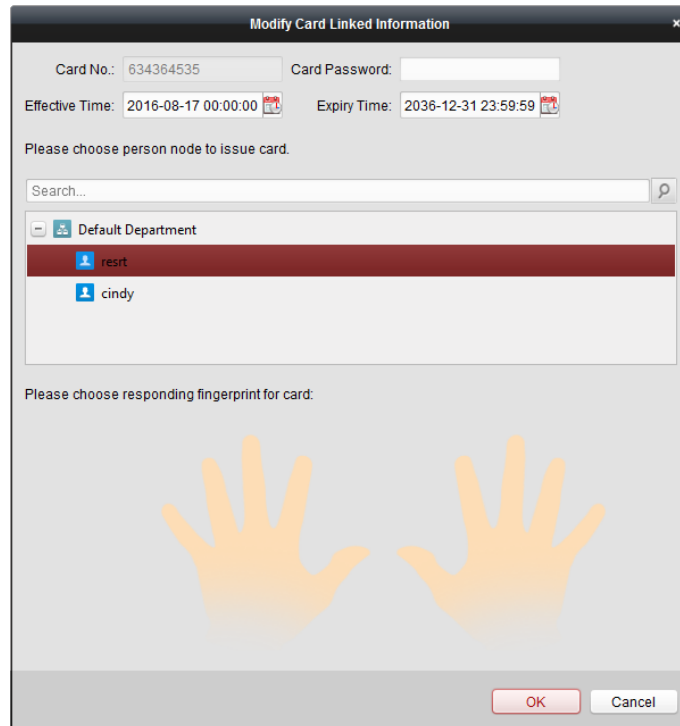 Modify Card Linked Information ×
Card No.: 634364535 Card Password:
Effective Time: 2016-08-17 00:00:00 Expiry Time: 2036-12-31 23:59:59
Please choose person node to issue card.
Search...
Default Department
resrt
cindy
Please choose responding fingerprint for card:
OK Cancel